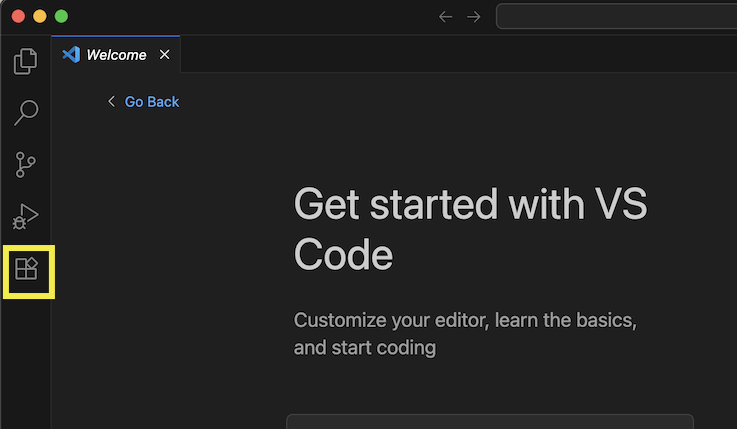 Welcome
Go Back
Get started with VS
Code
Customize your editor, learn the basics,
and start coding